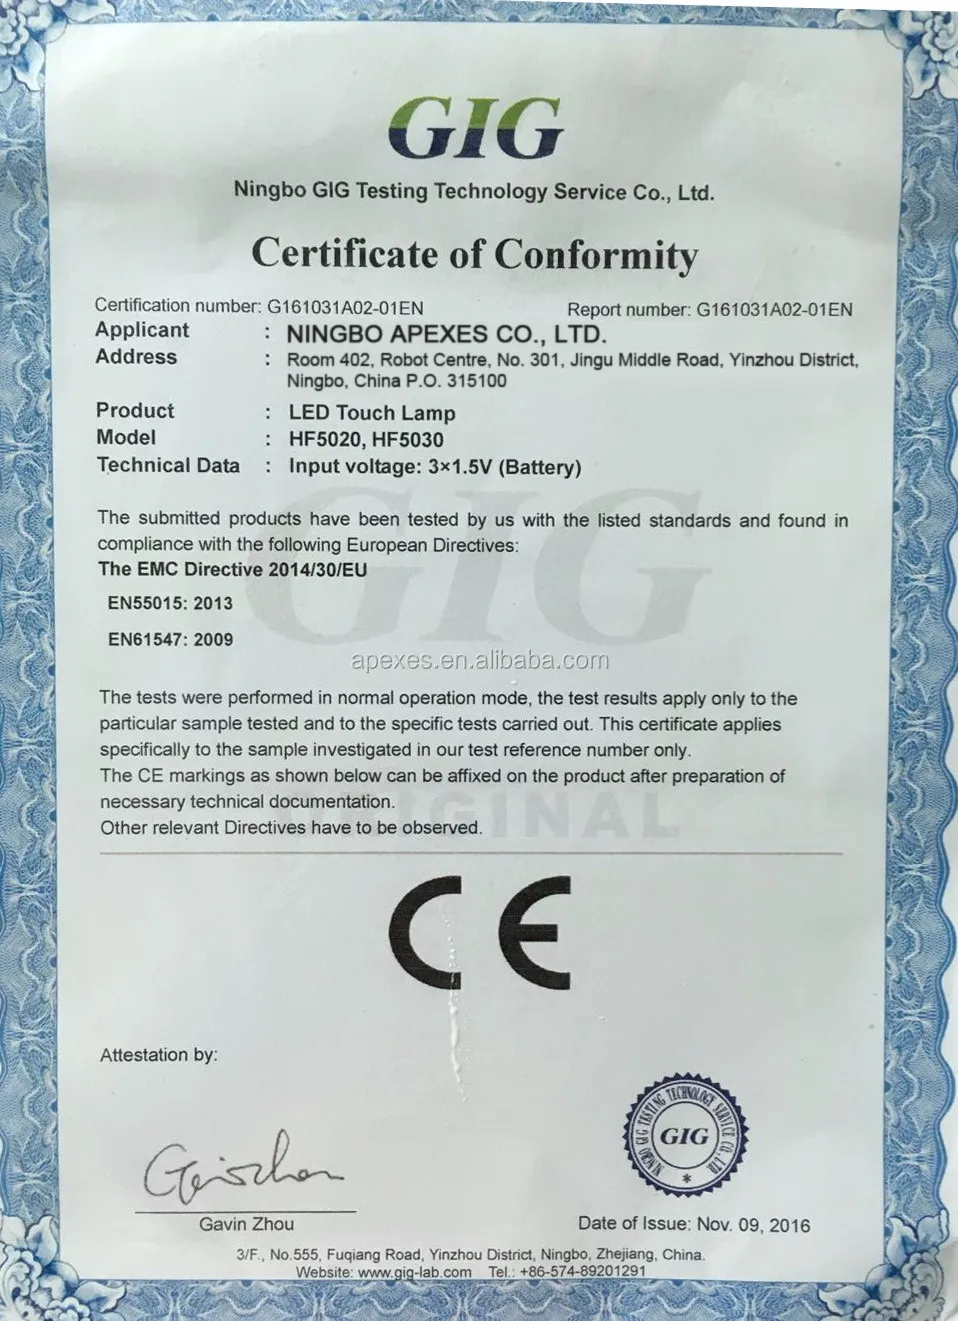 GIG
Ningbo GIG Testing Technology Service Co., Ltd.
Certificate of Conformity
Certification number: G161031A02-01EN Report number: G161031A02-01EN
Applicant : NINGBO APEXES CO., LTD.
Address : Room 402, Robot Centre, No. 301, Jingu Middle Road, Yinzhou District,
Ningbo, China P.O. 315100
Product : LED Touch Lamp
Model : HF5020, HF5030
Technical Data : Input voltage: 3×1.5V (Battery)
GIG
The submitted products have been tested by us with the listed standards and found in
compliance with the following European Directives:
The EMC Directive 2014/30/EU
EN55015: 2013
EN61547: 2009
apexes.en.alibaba.com
The tests were performed in normal operation mode, the test results apply only to the
particular sample tested and to the specific tests carried out. This certificate applies
specifically to the sample investigated in our test reference number only.
The CE markings as shown below can be affixed on the product after preparation of
necessary technical documentation.
ORIGINAL
Other relevant Directives have to be observed.
CE
Attestation by:
NINGBO GIG TESTING TECHNOLOGY SERVICE CO., LTD.
GIG
*
Gavin Zhou
Date of Issue: Nov. 09, 2016
3/F., No.555, Fuqiang Road, Yinzhou District, Ningbo, Zhejiang, China.
Website: www.gig-lab.com Tel.: +86-574-89201291